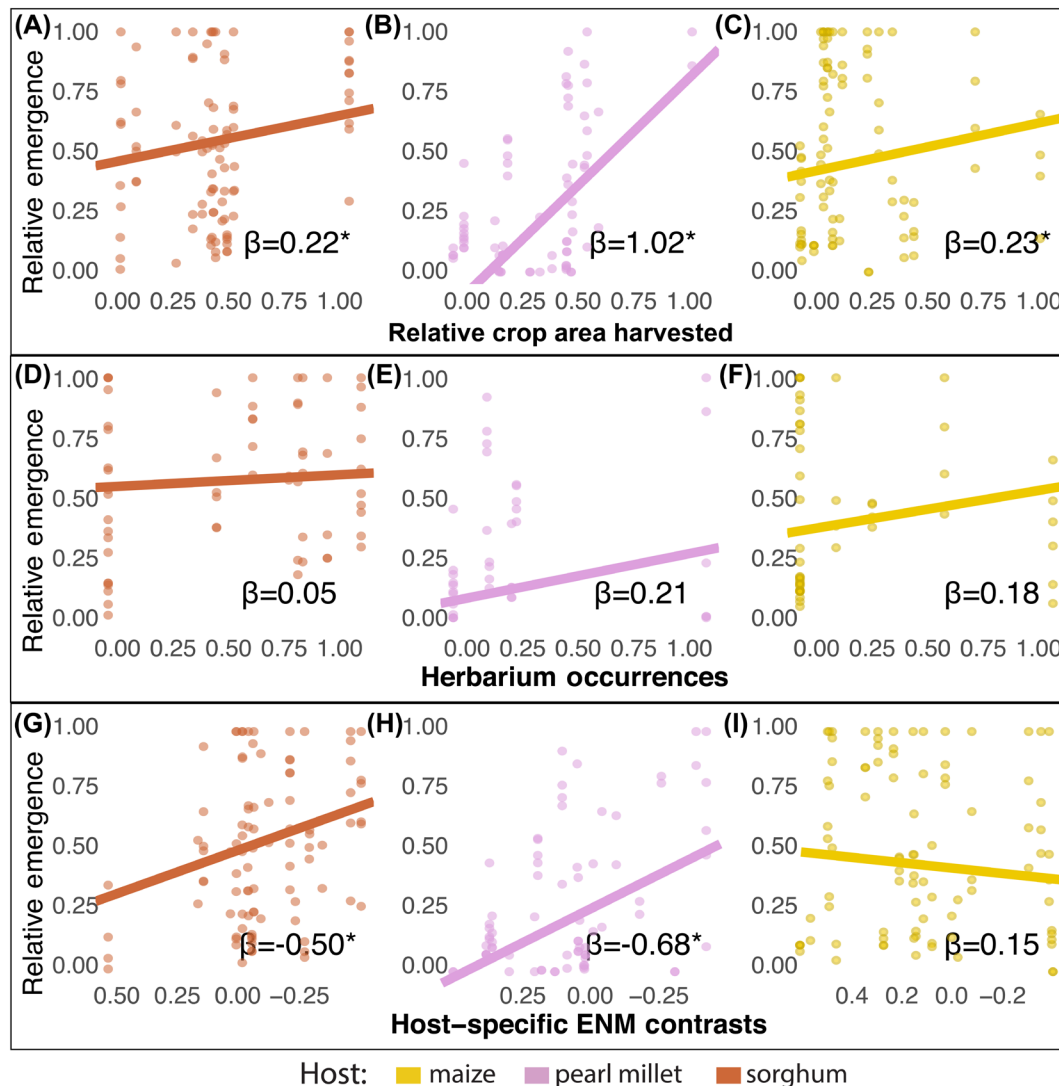 (A) (B) (C)
Relative emergence
1.00 1.00 1.00
0.75 0.75 0.75
0.50 0.50 0.50
0.25 0.25 0.25
β=0.22* β=1.02* β=0.23*
0.00 0.00 0.00
0.00 0.25 0.50 0.75 1.00 0.00 0.25 0.50 0.75 1.00 0.00 0.25 0.50 0.75 1.00
Relative crop area harvested
(D) (E) (F)
Relative emergence
1.00 1.00 1.00
0.75 0.75 0.75
0.50 0.50 0.50
0.25 0.25 0.25
β=0.05 β=0.21 β=0.18
0.00 0.00 0.00
0.00 0.25 0.50 0.75 1.00 0.00 0.25 0.50 0.75 1.00 0.00 0.25 0.50 0.75 1.00
Herbarium occurrences
(G) (H) (I)
Relative emergence
1.00 1.00 1.00
0.75 0.75 0.75
0.50 0.50 0.50
0.25 0.25 0.25
β=-0.50* β=-0.68* β=0.15
0.00 0.00 0.00
0.50 0.25 0.00 −0.25 0.25 0.00 −0.25 0.4 0.2 0.0 −0.2
Host−specific ENM contrasts
Host: maize pearl millet sorghum